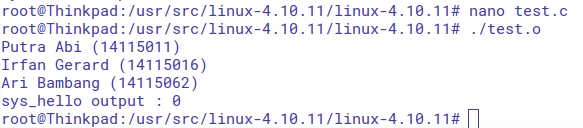 root@Thinkpad:/usr/src/linux-4.10.11/linux-4.10.11# nano test.c
root@Thinkpad:/usr/src/linux-4.10.11/linux-4.10.11# ./test.o
Putra Abi (14115011)
Irfan Gerard (14115016)
Ari Bambang (14115062)
sys_hello output : 0
root@Thinkpad:/usr/src/linux-4.10.11/linux-4.10.11#